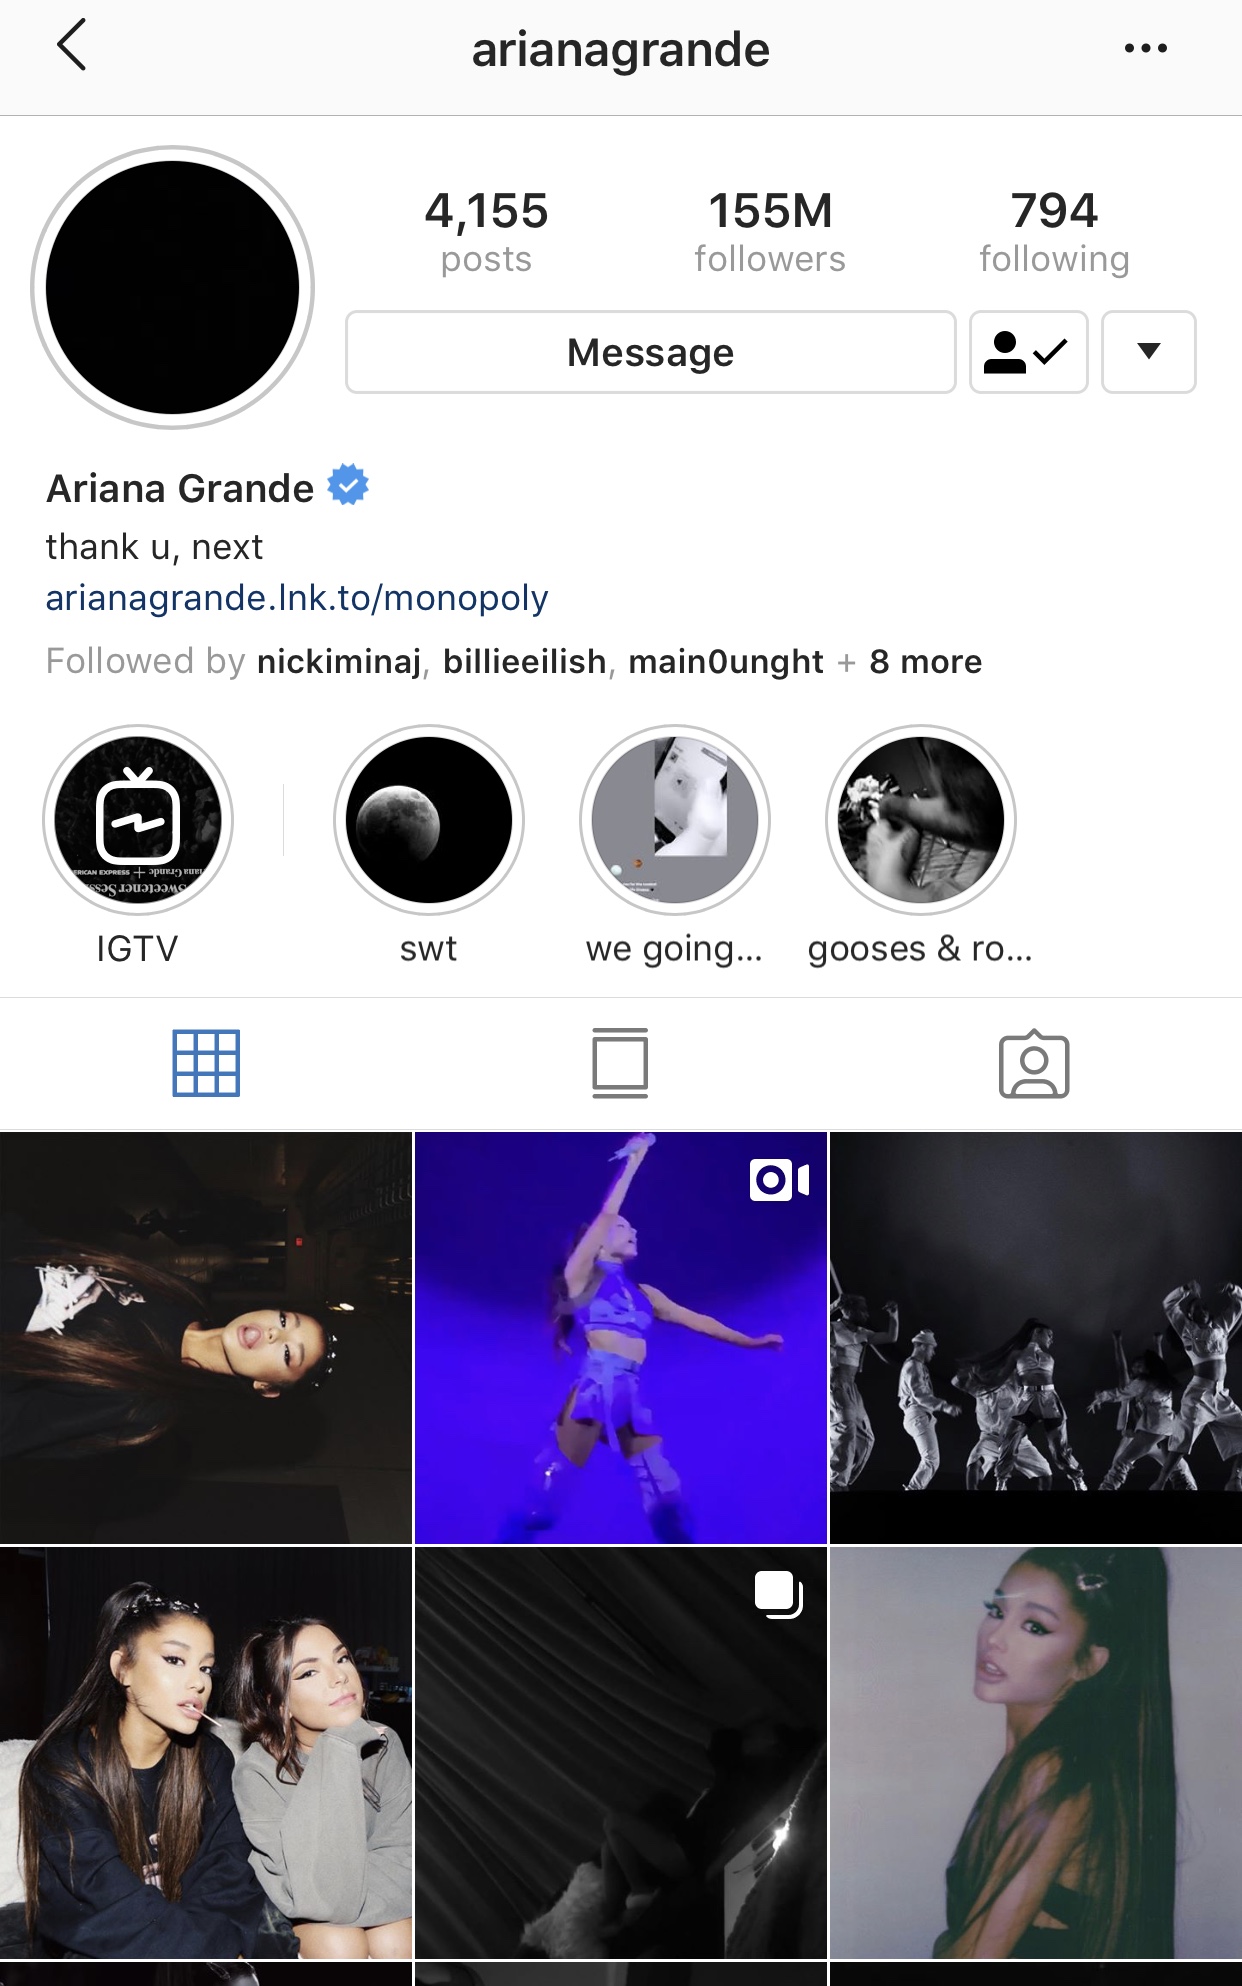 arianagrande
4,155 155M 794
posts followers following
Message
Ariana Grande
thank u, next
arianagrande.lnk.to/monopoly
Followed by nickiminaj, billieeilish, main0unght + 8 more
IGTV swt we going... gooses & ro...